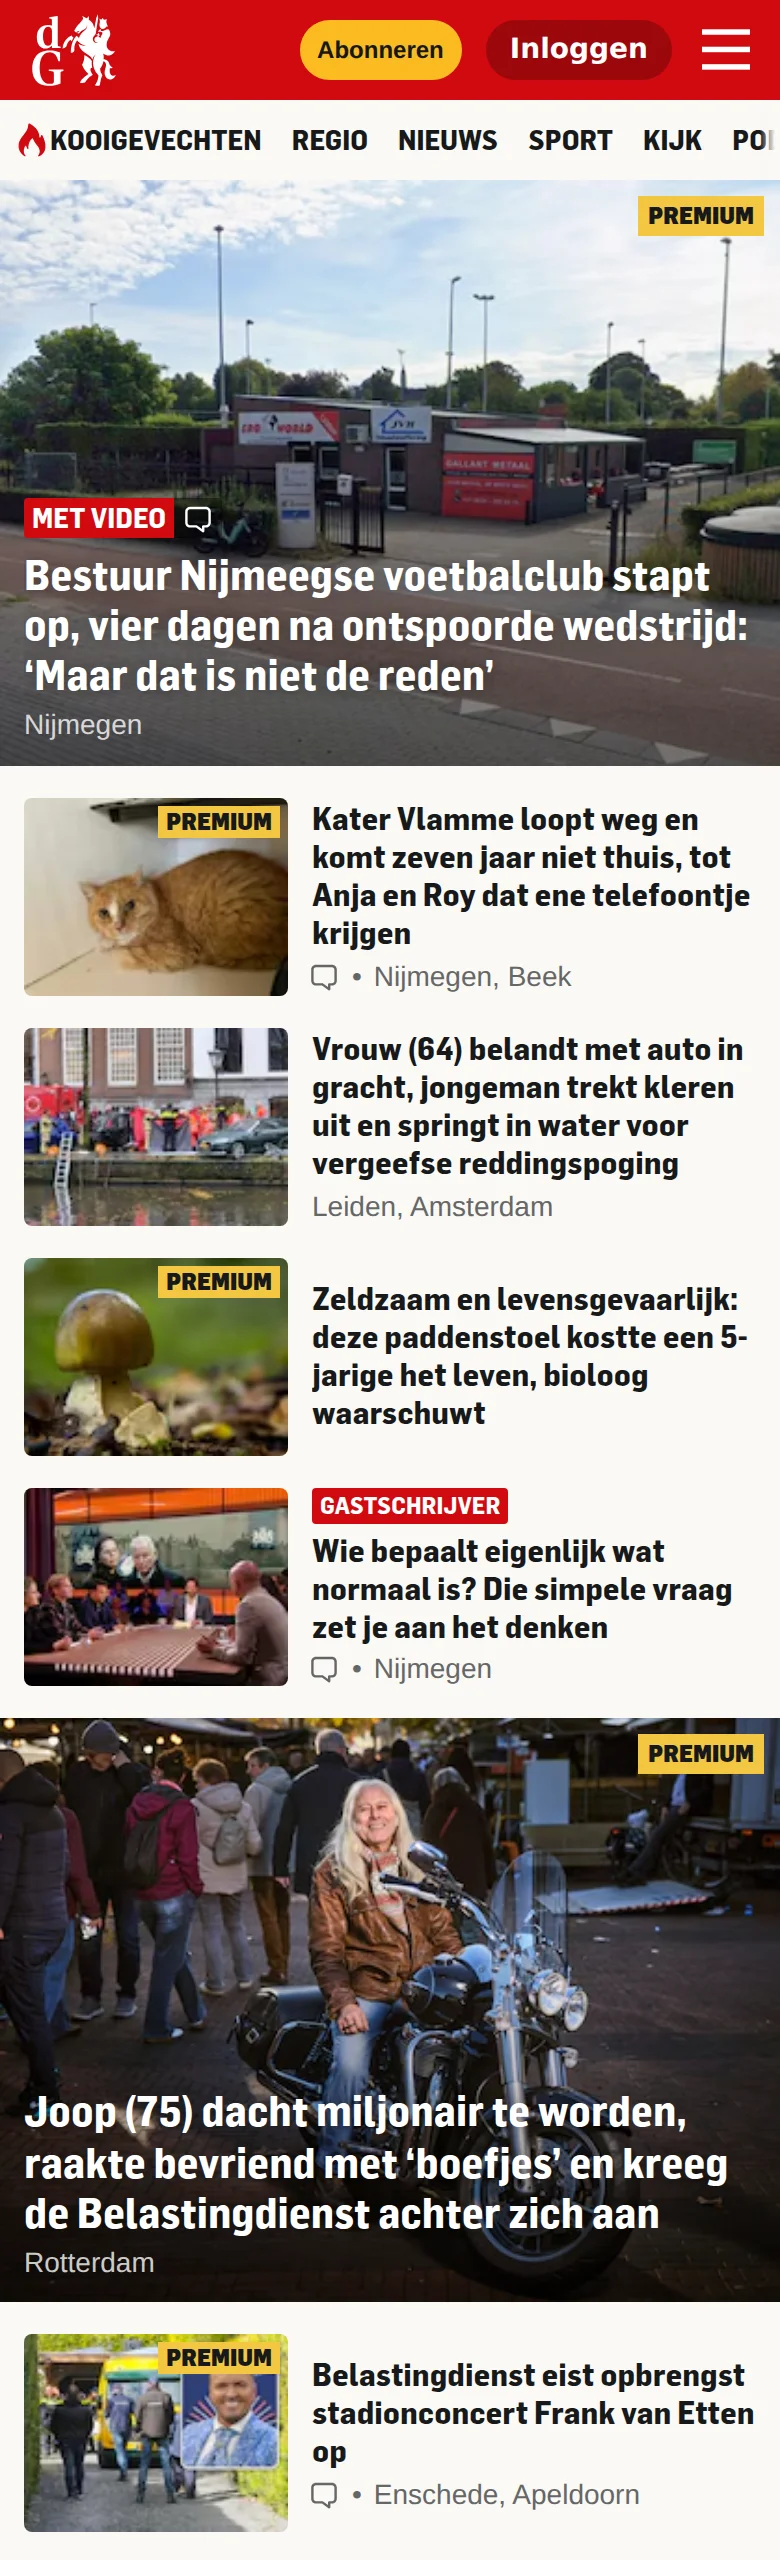 dG
Abonneren
Inloggen
KOOIGEVECHTEN REGIO NIEUWS SPORT KIJK
PREMIUM
WORLD
JVH
GALLANT METAAL
MET VIDEO
Bestuur Nijmeegse voetbalclub stapt
op, vier dagen na ontspoorde wedstrijd:
‘Maar dat is niet de reden’
Nijmegen
PREMIUM
Kater Vlamme loopt weg en
komt zeven jaar niet thuis, tot
Anja en Roy dat ene telefoontje
krijgen
• Nijmegen, Beek
Vrouw (64) belandt met auto in
gracht, jongeman trekt kleren
uit en springt in water voor
vergeefse reddingspoging
Leiden, Amsterdam
PREMIUM
Zeldzaam en levensgevaarlijk:
deze paddenstoel kostte een 5-
jarige het leven, bioloog
waarschuwt
GASTSCHRIJVER
Wie bepaalt eigenlijk wat
normaal is? Die simpele vraag
zet je aan het denken
• Nijmegen
PREMIUM
Joop (75) dacht miljonair te worden,
raakte bevriend met ‘boefjes’ en kreeg
de Belastingdienst achter zich aan
Rotterdam
PREMIUM
Belastingdienst eist opbrengst
stadionconcert Frank van Etten
op
• Enschede, Apeldoorn